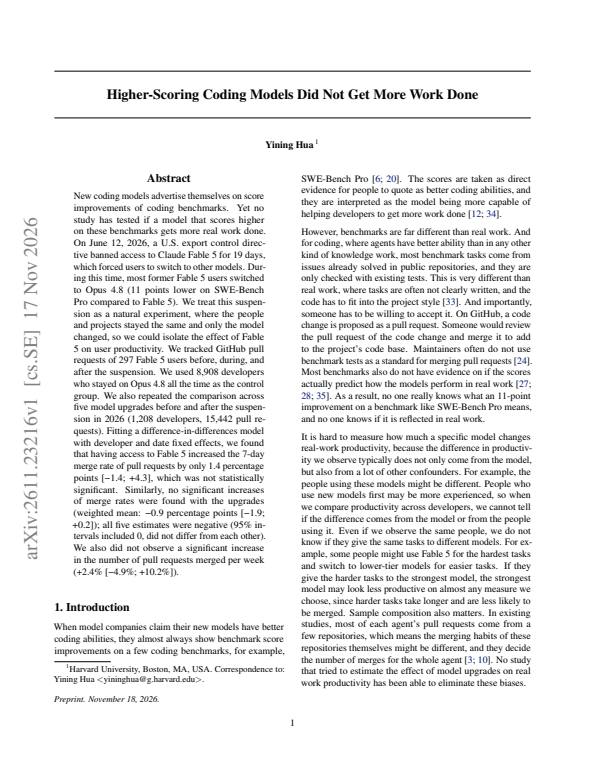 Higher-Scoring Coding Models Did Not Get More Work Done
Yining Hua 1
Abstract
New coding models advertise themselves on score
improvements of coding benchmarks. Yet no
study has tested if a model that scores higher
on these benchmarks gets more real work done.
On June 12, 2026, a U.S. export control direc-
tive banned access to Claude Fable 5 for 19 days,
which forced users to switch to other models. Dur-
ing this time, most former Fable 5 users switched
to Opus 4.8 (11 points lower on SWE-Bench
Pro compared to Fable 5). We treat this suspen-
sion as a natural experiment, where the people
and projects stayed the same and only the model
changed, so we could isolate the effect of Fable
5 on user productivity. We tracked GitHub pull
requests of 297 Fable 5 users before, during, and
after the suspension. We used 8,908 developers
who stayed on Opus 4.8 all the time as the control
group. We also repeated the comparison across
five model upgrades before and after the suspen-
sion in 2026 (1,208 developers, 15,442 pull re-
quests). Fitting a difference-in-differences model
with developer and date fixed effects, we found
that having access to Fable 5 increased the 7-day
merge rate of pull requests by only 1.4 percentage
points [−1.4; +4.3], which was not statistically
significant. Similarly, no significant increases
of merge rates were found with the upgrades
(weighted mean: −0.9 percentage points [−1.9;
+0.2]); all five estimates were negative (95% in-
tervals included 0, did not differ from each other).
We also did not observe a significant increase
in the number of pull requests merged per week
(+2.4% [−4.9%; +10.2%]).
1. Introduction
When model companies claim their new models have better
coding abilities, they almost always show benchmark score
improvements on a few coding benchmarks, for example,
1Harvard University, Boston, MA, USA. Correspondence to:
Yining Hua <yininghua@g.harvard.edu>.
Preprint. November 18, 2026.
SWE-Bench Pro [6; 20]. The scores are taken as direct
evidence for people to quote as better coding abilities, and
they are interpreted as the model being more capable of
helping developers to get more work done [12; 34].
However, benchmarks are far different than real work. And
for coding, where agents have better ability than in any other
kind of knowledge work, most benchmark tasks come from
issues already solved in public repositories, and they are
only checked with existing tests. This is very different than
real work, where tasks are often not clearly written, and the
code has to fit into the project style [33]. And importantly,
someone has to be willing to accept it. On GitHub, a code
change is proposed as a pull request. Someone would review
the pull request of the code change and merge it to add
to the project's code base. Maintainers often do not use
benchmark tests as a standard for merging pull requests [24].
Most benchmarks also do not have evidence on if the scores
actually predict how the models perform in real work [27;
28; 35]. As a result, no one really knows what an 11-point
improvement on a benchmark like SWE-Bench Pro means,
and no one knows if it is reflected in real work.
It is hard to measure how much a specific model changes
real-work productivity, because the difference in productiv-
ity we observe typically does not only come from the model,
but also from a lot of other confounders. For example, the
people using these models might be different. People who
use new models first may be more experienced, so when
we compare productivity across developers, we cannot tell
if the difference comes from the model or from the people
using it. Even if we observe the same people, we do not
know if they give the same tasks to different models. For ex-
ample, some people might use Fable 5 for the hardest tasks
and switch to lower-tier models for easier tasks. If they
give the harder tasks to the strongest model, the strongest
model may look less productive on almost any measure we
choose, since harder tasks take longer and are less likely to
be merged. Sample composition also matters. In existing
studies, most of each agent's pull requests come from a
few repositories, which means the merging habits of these
repositories themselves might be different, and they decide
the number of merges for the whole agent [3; 10]. No study
that tried to estimate the effect of model upgrades on real
work productivity has been able to eliminate these biases.
1
arXiv:2611.23216v1 [cs.SE] 17 Nov 2026